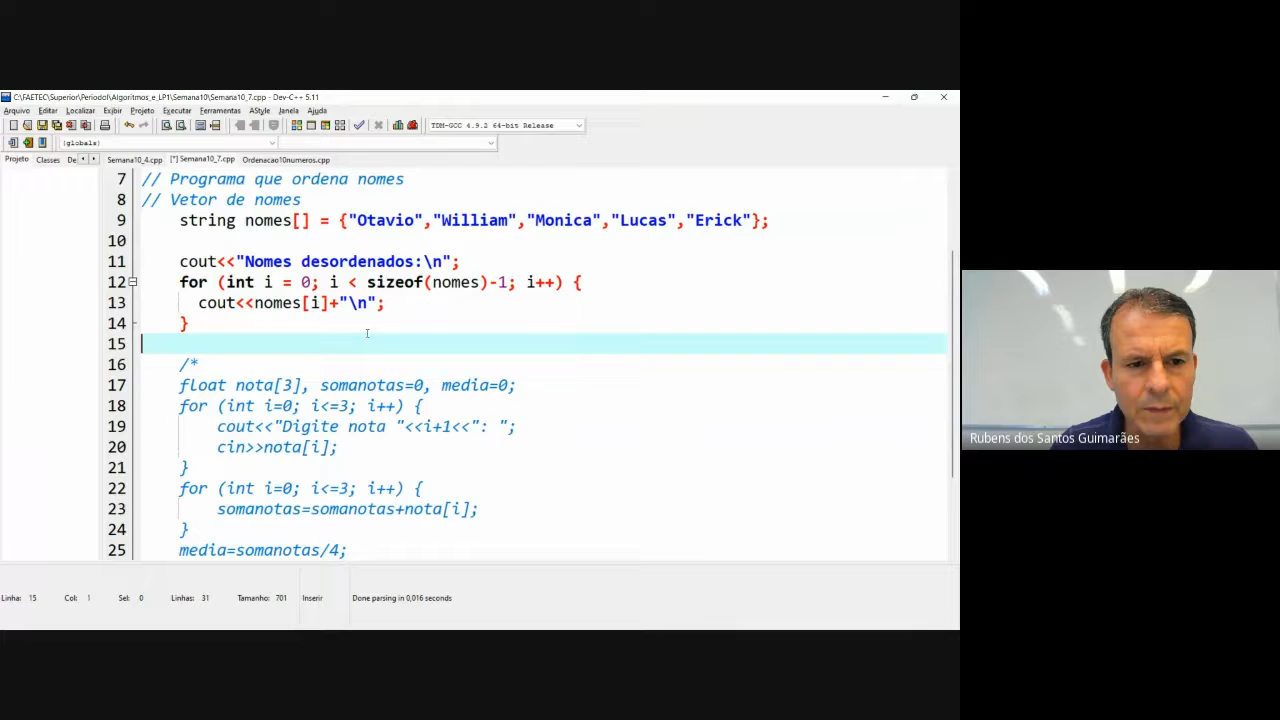 C:\FAETEC\Superior\PeriodoI\Algoritmos_e_LP1\Semana10\Semana10_7.cpp - Dev-C++ 5.11
Arquivo Editar Localizar Exibir Projeto Executar Ferramentas AStyle Janela Ajuda
TDM-GCC 4.9.2 64-bit Release
(globals)
Projeto Classes De Semana10_4.cpp [*] Semana10_7.cpp Ordenacao10numeros.cpp
7 // Programa que ordena nomes
8 // Vetor de nomes
9 string nomes[] = {"Otavio","William","Monica","Lucas","Erick"};
10
11 cout<<"Nomes desordenados:\n";
12 for (int i = 0; i < sizeof(nomes)-1; i++) {
13 cout<<nomes[i]+"\n";
14 }
15
16 /*
17 float nota[3], somanotas=0, media=0;
18 for (int i=0; i<=3; i++) {
19 cout<<"Digite nota "<<i+1<<": ";
20 cin>>nota[i];
21 }
22 for (int i=0; i<=3; i++) {
23 somanotas=somanotas+nota[i];
24 }
25 media=somanotas/4;
Linha: 15 Col: 1 Sel: 0 Linhas: 31 Tamanho: 701 Inserir Done parsing in 0,016 seconds
Rubens dos Santos Guimarães